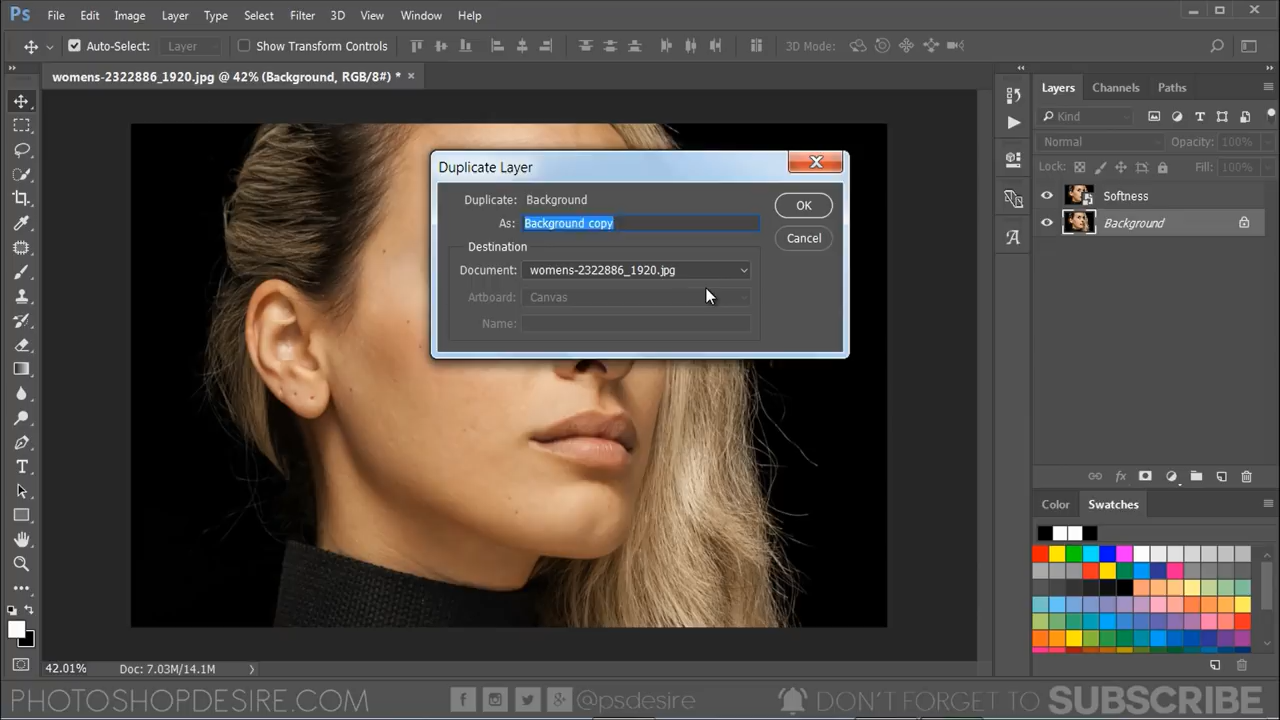 Ps File Edit Image Layer Type Select Filter 3D View Window Help
Auto-Select: Layer Show Transform Controls 3D Mode:
womens-2322886_1920.jpg @ 42% (Background, RGB/8#) * ×
Layers Channels Paths
Kind
Normal Opacity: 100%
Lock: Fill: 100%
Softness
Background
Duplicate Layer
Duplicate: Background OK
As: Background copy
Cancel
Destination
Document: womens-2322886_1920.jpg
Artboard: Canvas
Name:
Color Swatches
42.01% Doc: 7.03M/14.1M
PHOTOSHOPDESIRE.COM @psdesire DON'T FORGET TO SUBSCRIBE